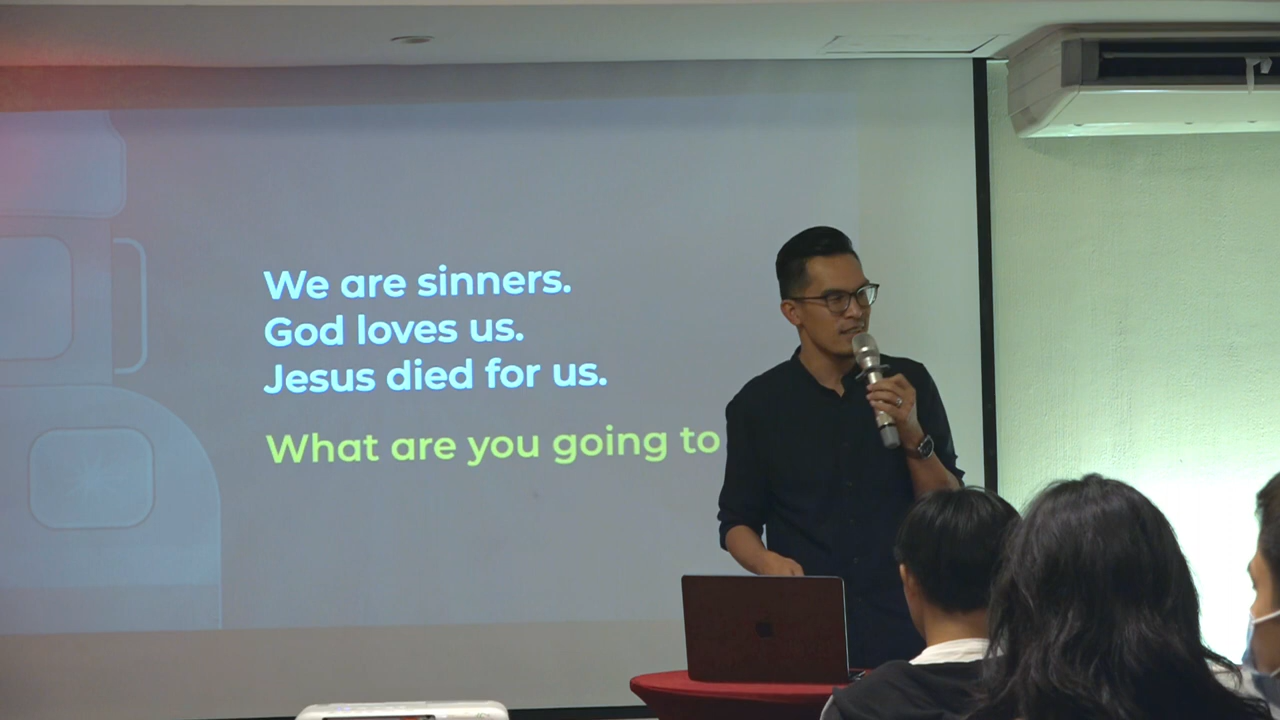 We are sinners.
God loves us.
Jesus died for us.
What are you going to